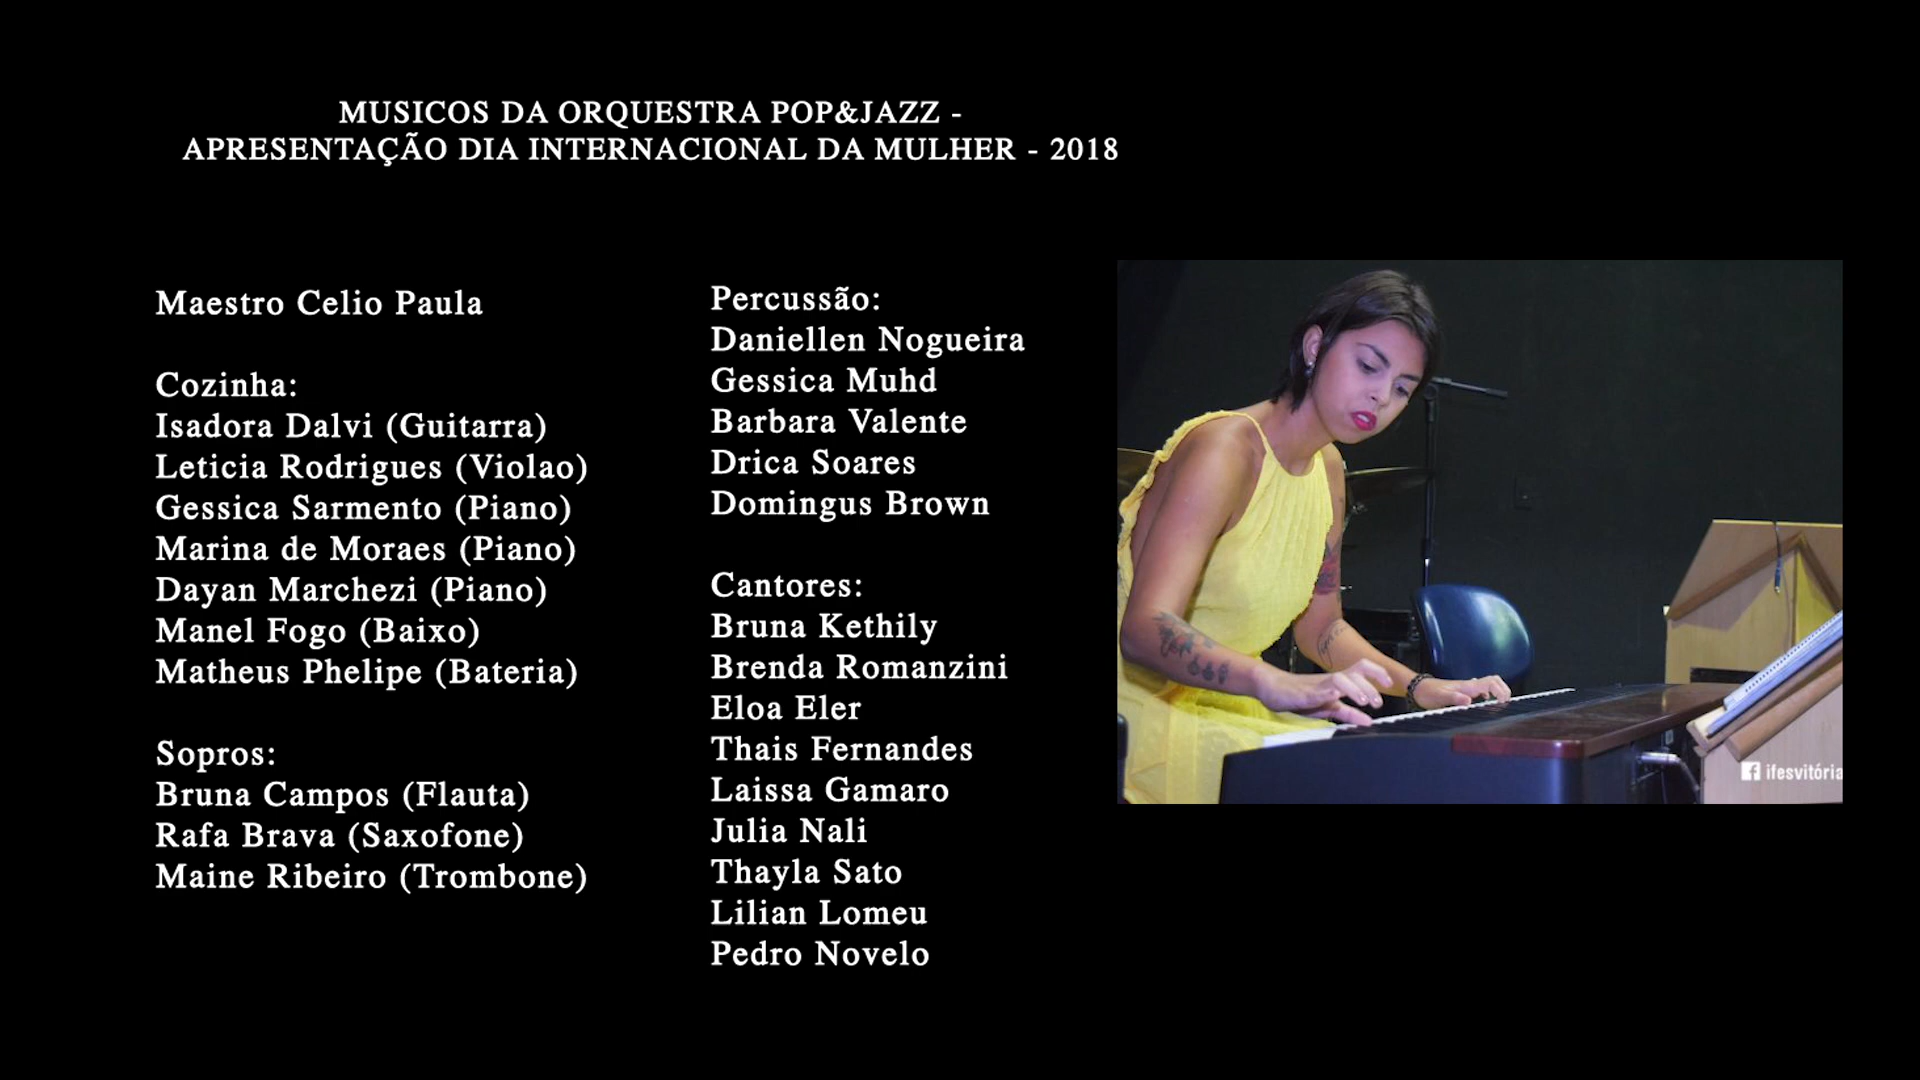 MUSICOS DA ORQUESTRA POP&JAZZ -
APRESENTAÇÃO DIA INTERNACIONAL DA MULHER - 2018
Maestro Celio Paula
Cozinha:
Isadora Dalvi (Guitarra)
Leticia Rodrigues (Violao)
Gessica Sarmento (Piano)
Marina de Moraes (Piano)
Dayan Marchezi (Piano)
Manel Fogo (Baixo)
Matheus Phelipe (Bateria)
Sopros:
Bruna Campos (Flauta)
Rafa Brava (Saxofone)
Maine Ribeiro (Trombone)
Percussão:
Daniellen Nogueira
Gessica Muhd
Barbara Valente
Drica Soares
Domingus Brown
Cantores:
Bruna Kethily
Brenda Romanzini
Eloa Eler
Thais Fernandes
Laissa Gamaro
Julia Nali
Thayla Sato
Lilian Lomeu
Pedro Novelo
ifesvitória